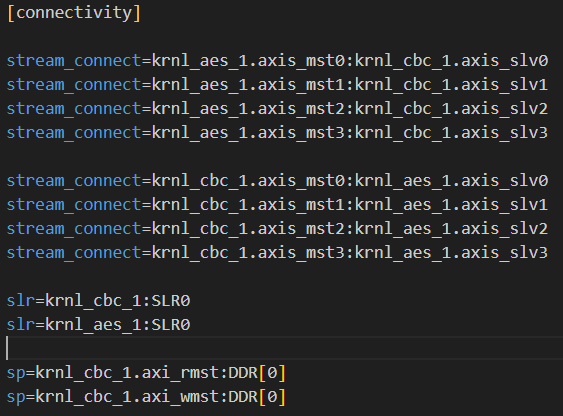 [connectivity]
stream_connect=krnl_aes_1.axis_mst0:krnl_cbc_1.axis_slv0
stream_connect=krnl_aes_1.axis_mst1:krnl_cbc_1.axis_slv1
stream_connect=krnl_aes_1.axis_mst2:krnl_cbc_1.axis_slv2
stream_connect=krnl_aes_1.axis_mst3:krnl_cbc_1.axis_slv3
stream_connect=krnl_cbc_1.axis_mst0:krnl_aes_1.axis_slv0
stream_connect=krnl_cbc_1.axis_mst1:krnl_aes_1.axis_slv1
stream_connect=krnl_cbc_1.axis_mst2:krnl_aes_1.axis_slv2
stream_connect=krnl_cbc_1.axis_mst3:krnl_aes_1.axis_slv3
slr=krnl_cbc_1:SLR0
slr=krnl_aes_1:SLR0
sp=krnl_cbc_1.axi_rmst:DDR[0]
sp=krnl_cbc_1.axi_wmst:DDR[0]